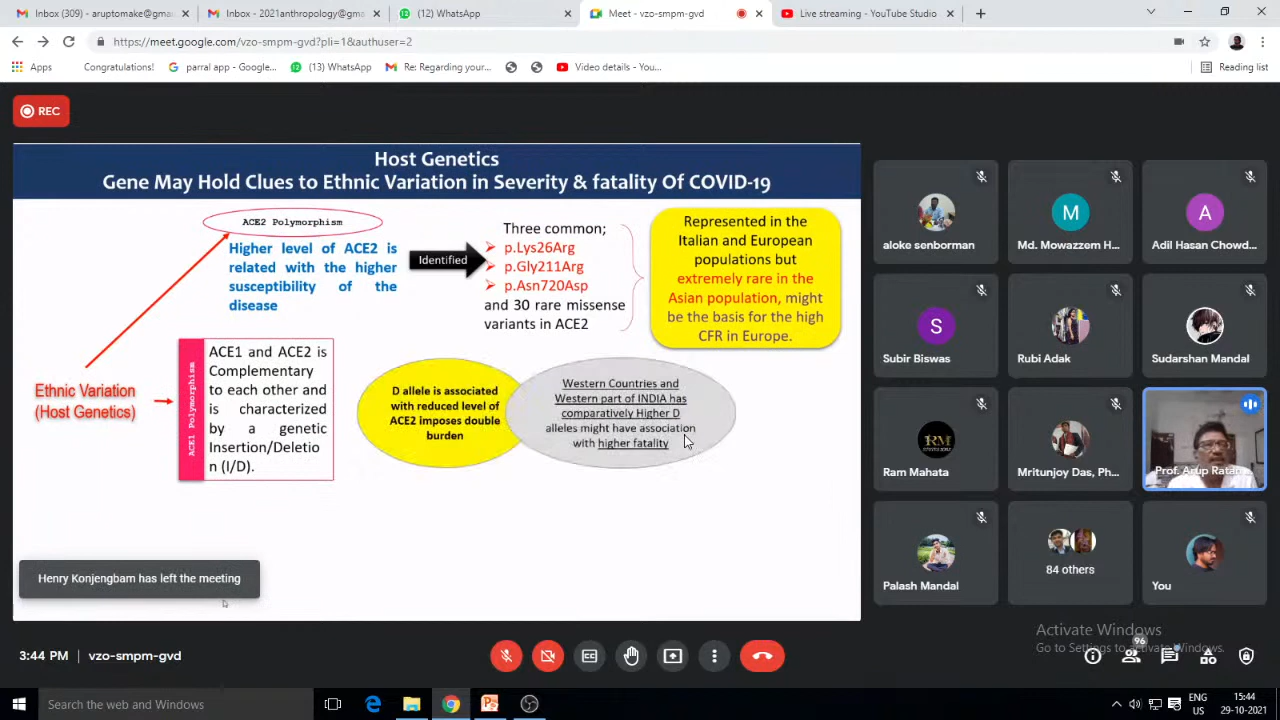 Inbox (309) - aruptomake@gmail
Inbox - 2021anthropology@gmail.c
(12) WhatsApp
Meet - vzo-smpm-gvd
Live streaming - YouTube Studio
https://meet.google.com/vzo-smpm-gvd?pli=1&authuser=2
Apps
Congratulations!
parral app - Google...
(13) WhatsApp
Re: Regarding your...
Video details - You...
Reading list
REC
Host Genetics
Gene May Hold Clues to Ethnic Variation in Severity & fatality Of COVID-19
ACE2 Polymorphism
Higher level of ACE2 is
related with the higher
susceptibility of the
disease
Identified
Three common;
p.Lys26Arg
p.Gly211Arg
p.Asn720Asp
and 30 rare missense
variants in ACE2
Represented in the
Italian and European
populations but
extremely rare in the
Asian population, might
be the basis for the high
CFR in Europe.
Ethnic Variation
(Host Genetics)
ACE1 Polymorphism
ACE1 and ACE2 is
Complementary
to each other and
is characterized
by a genetic
Insertion/Deletio
n (I/D).
D allele is associated
with reduced level of
ACE2 imposes double
burden
Western Countries and
Western part of INDIA has
comparatively Higher D
alleles might have association
with higher fatality
aloke senborman
M
Md. Mowazzem H...
A
Adil Hasan Chowd...
S
Subir Biswas
Rubi Adak
Sudarshan Mandal
RM
Ram Mahata
Mritunjoy Das, Ph...
Prof. Arup Ratan
Palash Mandal
84 others
You
Henry Konjengbam has left the meeting
3:44 PM | vzo-smpm-gvd
96
Activate Windows
Go to Settings to activate Windows.
Search the web and Windows
ENG
US
15:44
29-10-2021